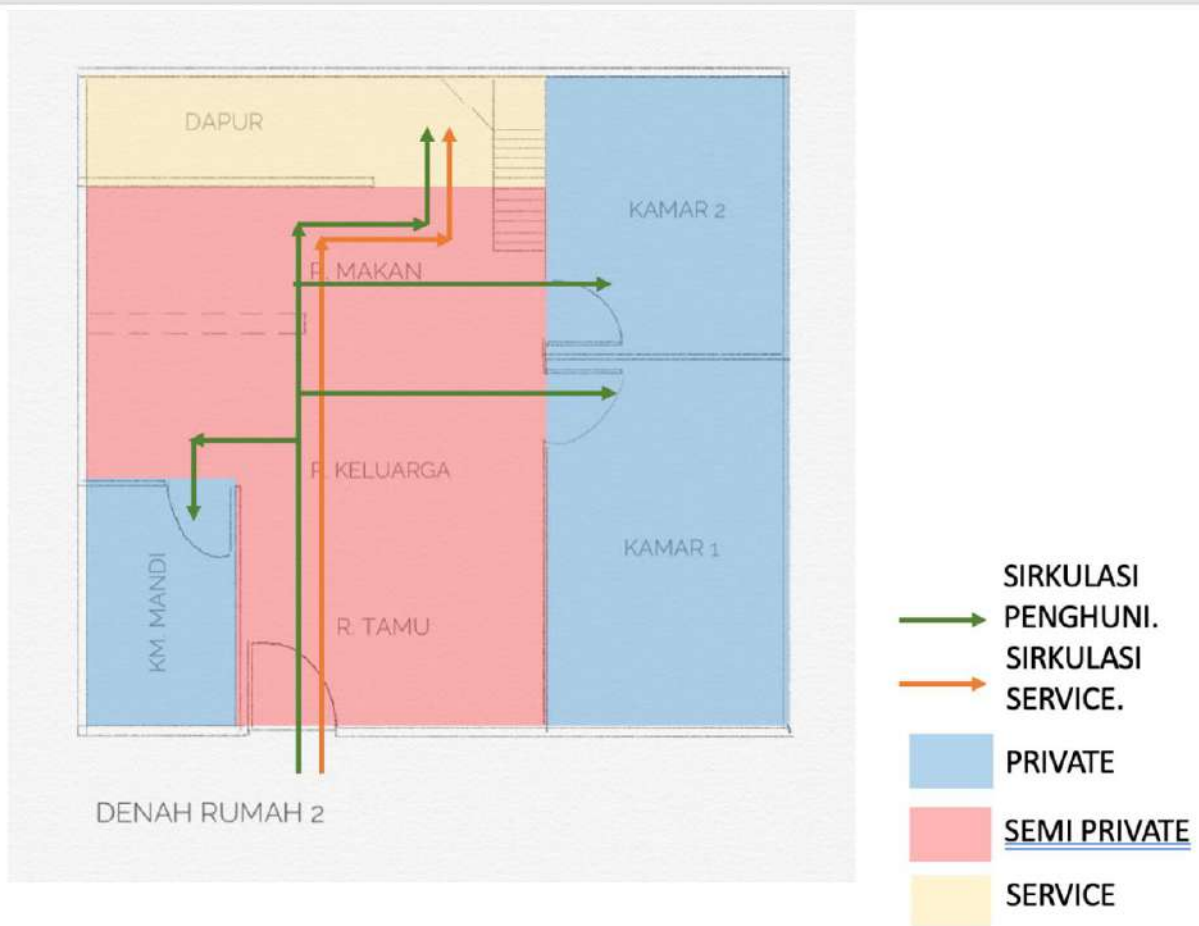 DAPUR
KAMAR 2
R. MAKAN
R. KELUARGA
KAMAR 1
KM. MANDI
R. TAMU
DENAH RUMAH 2
SIRKULASI
PENGHUNI.
SIRKULASI
SERVICE.
PRIVATE
SEMI PRIVATE
SERVICE